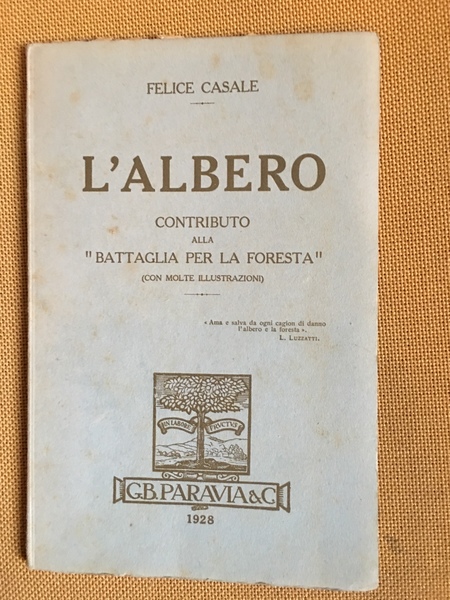 FELICE CASALE
L'ALBERO
CONTRIBUTO
ALLA
"BATTAGLIA PER LA FORESTA"
(CON MOLTE ILLUSTRAZIONI)
« Ama e salva da ogni cagion di danno
l'albero e la foresta ».
L. LUZZATTI.
IN LABORE FRVCTVS
G.B. PARAVIA & C.
1928